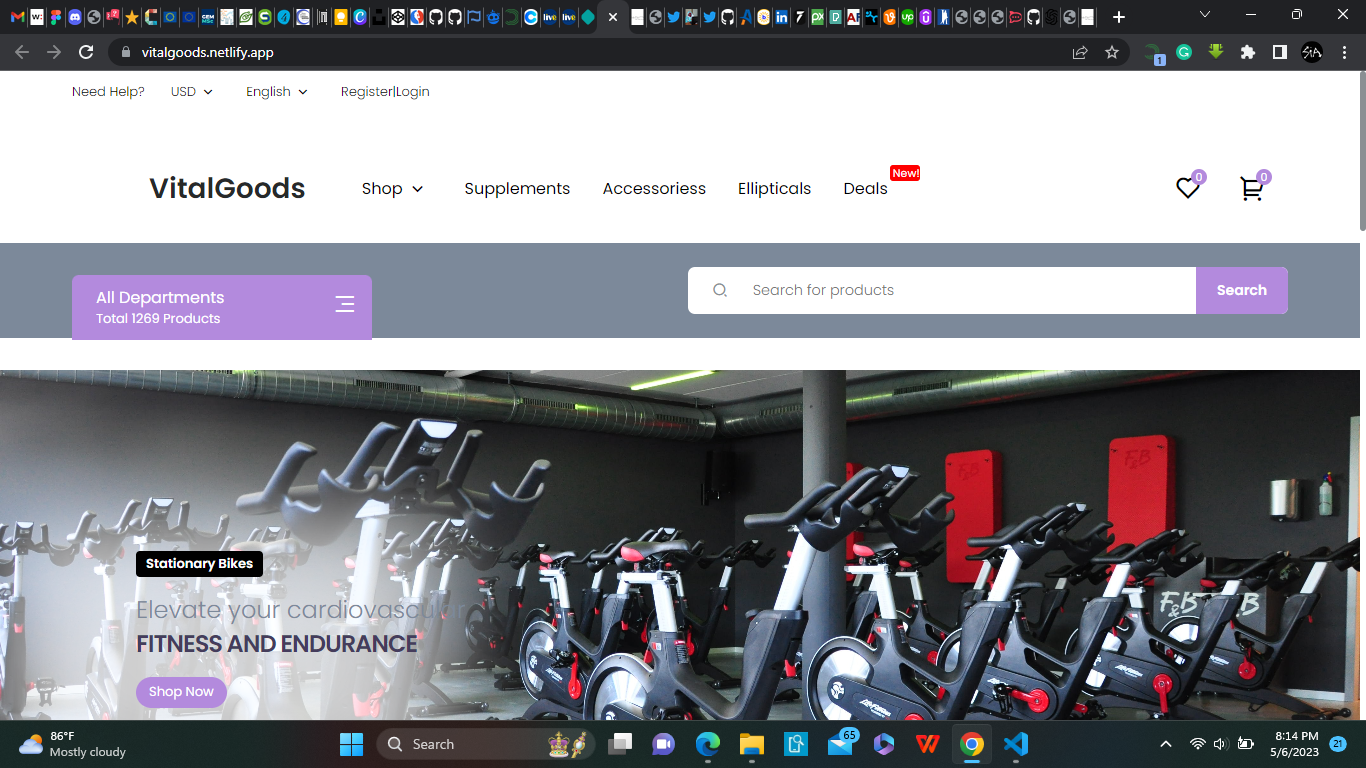 vitalgoods.netlify.app
1
Need Help?
USD
English
Register|Login
VitalGoods
Shop
Supplements
Accessoriess
Ellipticals
Deals
New!
0
0
All Departments
Total 1269 Products
Search for products
Search
Stationary Bikes
Elevate your cardiovascular
FITNESS AND ENDURANCE
Shop Now
F&B
F&B
86°F
Mostly cloudy
Search
65
8:14 PM
5/6/2023
21